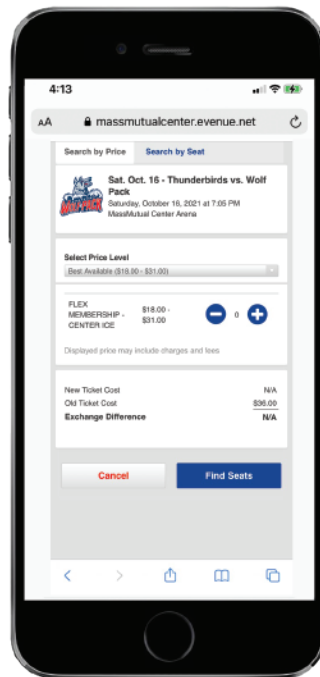 4:13
AA massmutualcenter.evenue.net
Search by Price Search by Seat
Sat. Oct. 16 - Thunderbirds vs. Wolf
Pack
Saturday, October 16, 2021 at 7:05 PM
MassMutual Center Arena
Select Price Level
Best Available ($18.00 - $31.00)
FLEX
MEMBERSHIP -
CENTER ICE
$18.00 -
$31.00
0
Displayed price may include charges and fees
New Ticket Cost N/A
Old Ticket Cost $36.00
Exchange Difference N/A
Cancel Find Seats